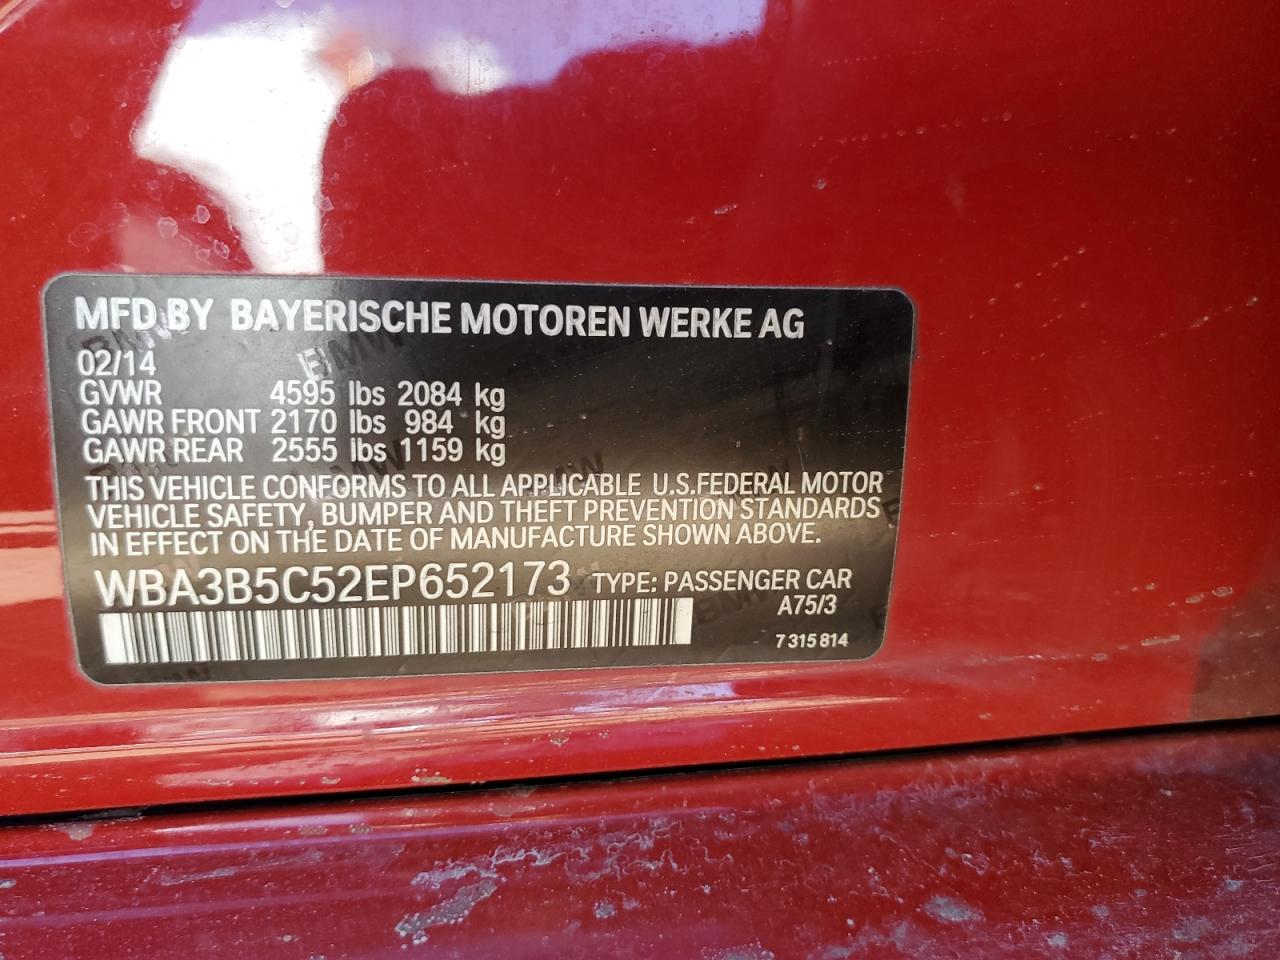 MFD BY BAYERISCHE MOTOREN WERKE AG
02/14
GVWR 4595 lbs 2084 kg
GAWR FRONT 2170 lbs 984 kg
GAWR REAR 2555 lbs 1159 kg
THIS VEHICLE CONFORMS TO ALL APPLICABLE U.S.FEDERAL MOTOR
VEHICLE SAFETY, BUMPER AND THEFT PREVENTION STANDARDS
IN EFFECT ON THE DATE OF MANUFACTURE SHOWN ABOVE.
WBA3B5C52EP652173 TYPE: PASSENGER CAR
A75/3
7 315 814